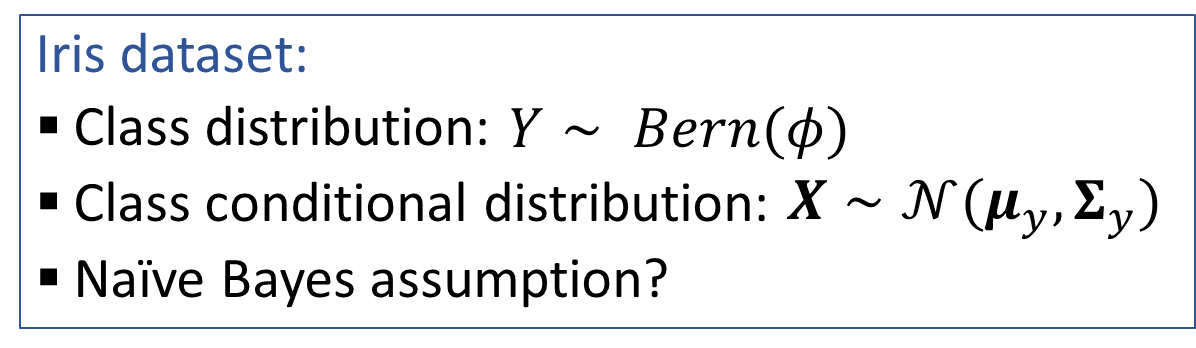 Iris dataset:
▪ Class distribution: 𝑌 ~ 𝐵𝑒𝑟𝑛(𝜙)
▪ Class conditional distribution: 𝑿 ~ 𝒩(𝝁_𝑦, 𝚺_𝑦)
▪ Naïve Bayes assumption?